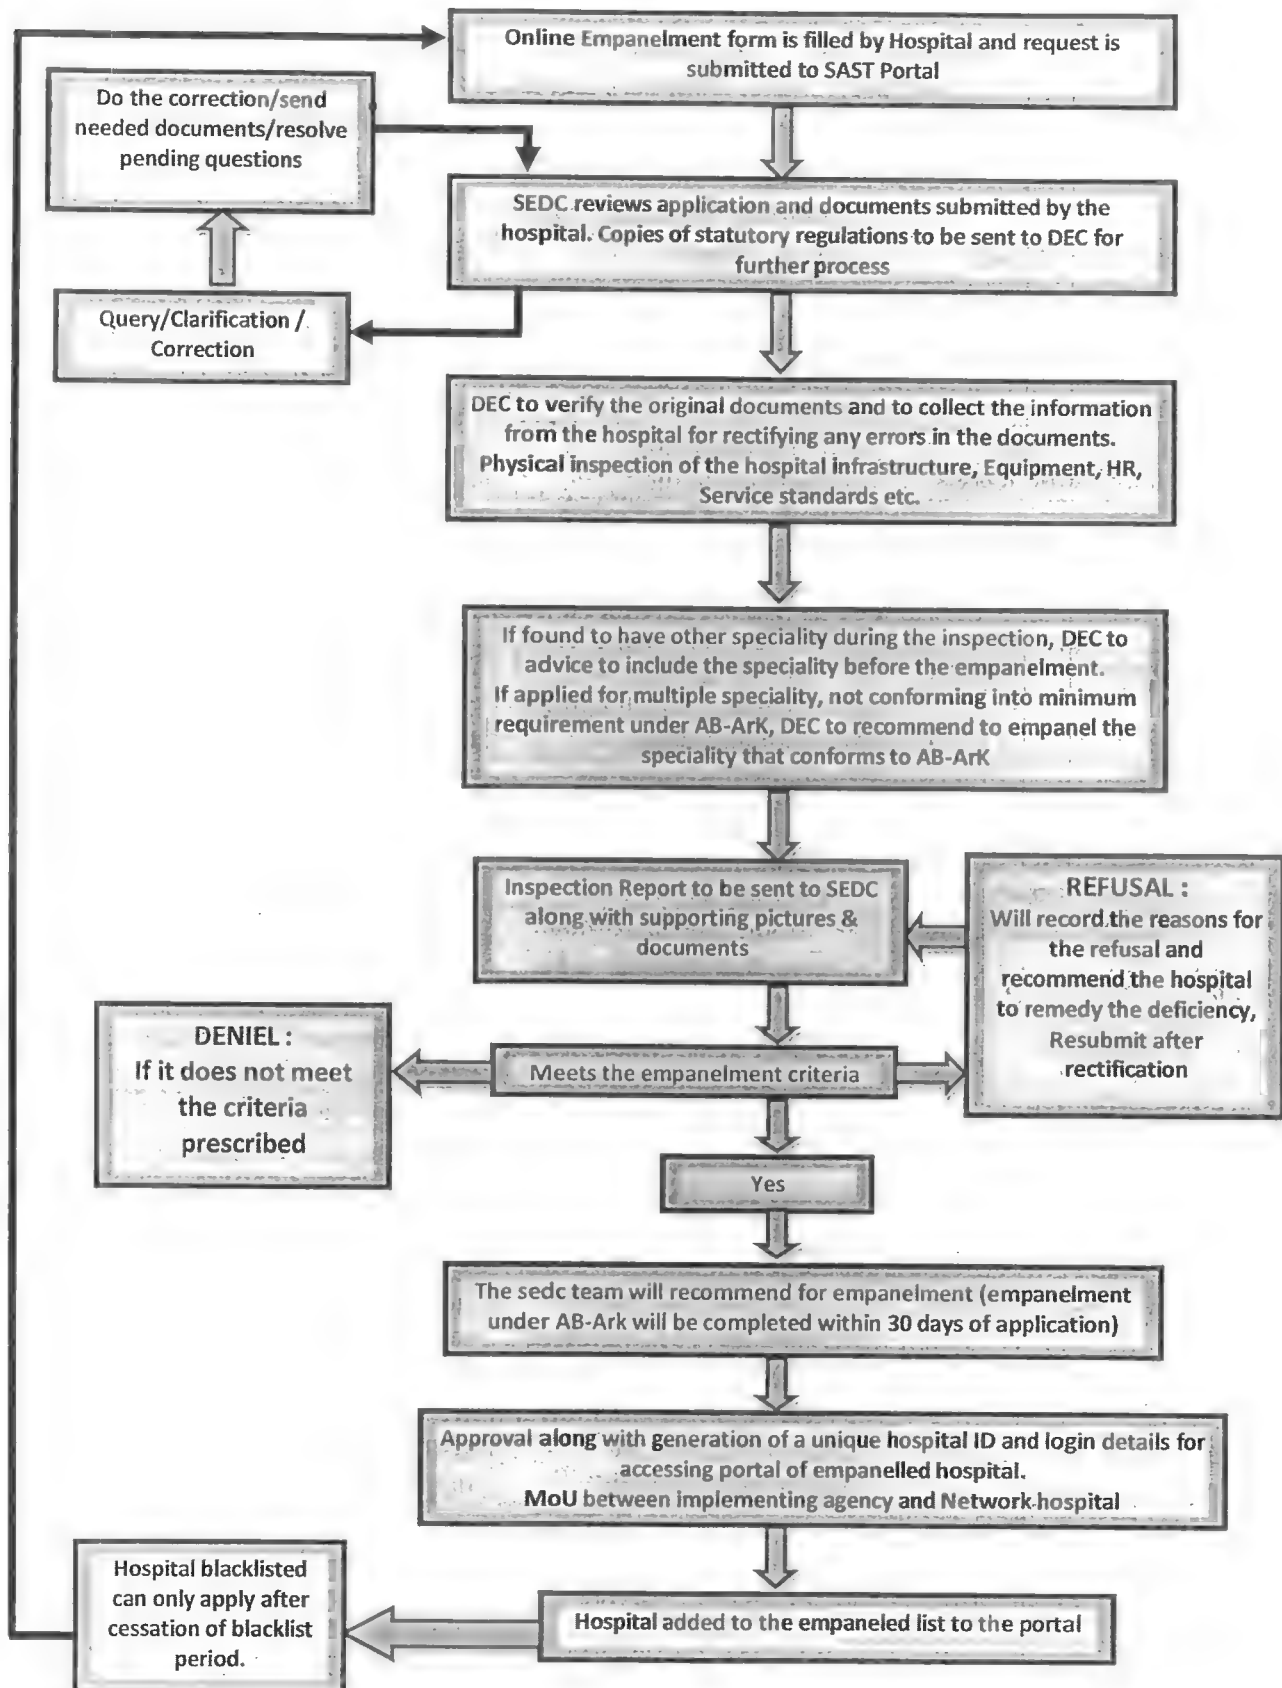 Online Empanelment form is filled by Hospital and request is
submitted to SAST Portal
Do the correction/send
needed documents/resolve
pending questions
SEDC reviews application and documents submitted by the
hospital. Copies of statutory regulations to be sent to DEC for
further process
Query/Clarification /
Correction
DEC to verify the original documents and to collect the information
from the hospital for rectifying any errors in the documents.
Physical inspection of the hospital infrastructure, Equipment, HR,
Service standards etc.
If found to have other speciality during the inspection, DEC to
advice to include the speciality before the empanelment.
If applied for multiple speciality, not conforming into minimum
requirement under AB-ArK, DEC to recommend to empanel the
speciality that conforms to AB-ArK
Inspection Report to be sent to SEDC
along with supporting pictures &
documents
REFUSAL :
Will record the reasons for
the refusal and
recommend the hospital
to remedy the deficiency,
Resubmit after
rectification
DENIEL :
If it does not meet
the criteria
prescribed
Meets the empanelment criteria
Yes
The sedc team will recommend for empanelment (empanelment
under AB-Ark will be completed within 30 days of application)
Approval along with generation of a unique hospital ID and login details for
accessing portal of empanelled hospital.
MoU between implementing agency and Network hospital
Hospital blacklisted
can only apply after
cessation of blacklist
period.
Hospital added to the empaneled list to the portal